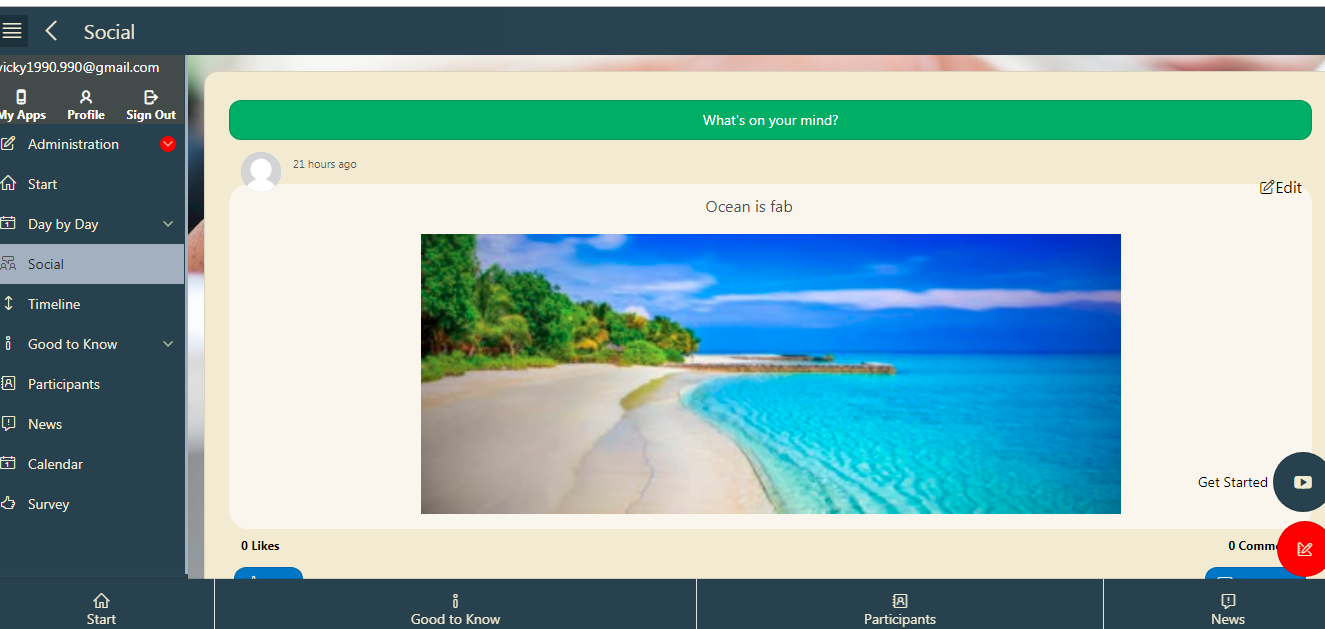 Social
vicky1990.990@gmail.com
My Apps
Profile
Sign Out
Administration
Start
Day by Day
Social
Timeline
Good to Know
Participants
News
Calendar
Survey
What's on your mind?
21 hours ago
Edit
Ocean is fab
Get Started
0 Likes
0 Comm
Start
Good to Know
Participants
News